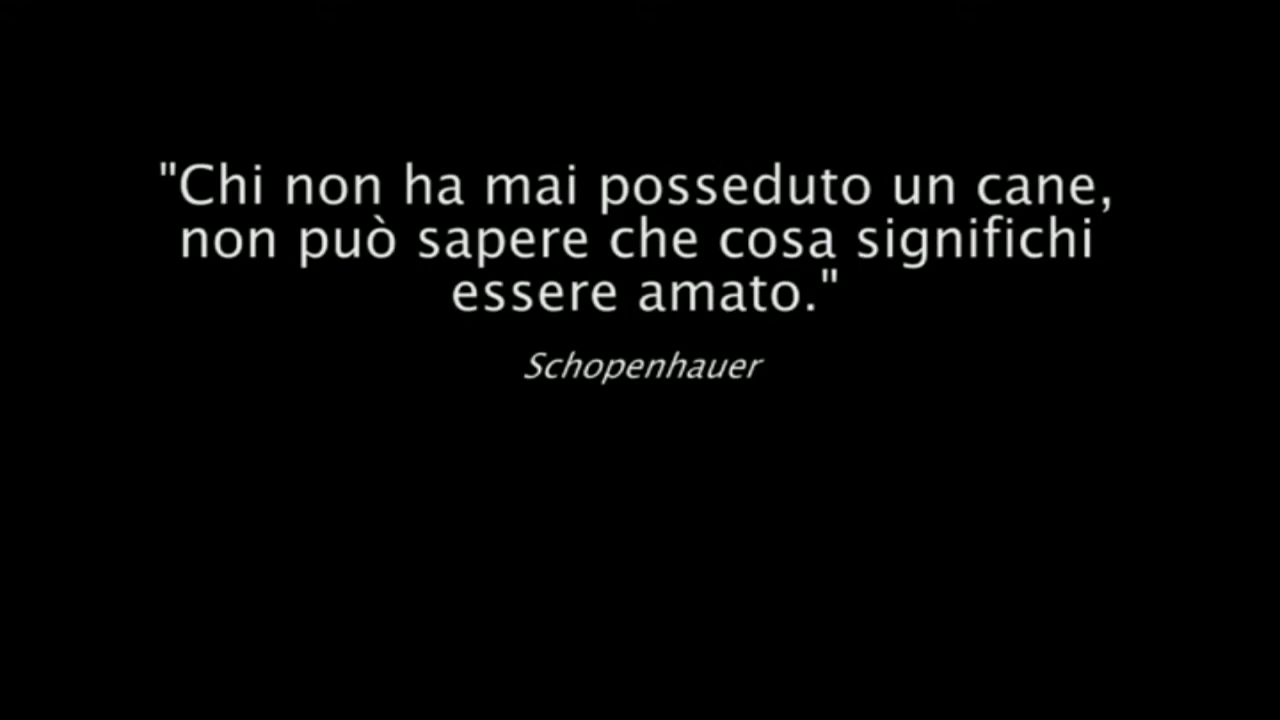 "Chi non ha mai posseduto un cane,
non può sapere che cosa significhi
essere amato."
Schopenhauer